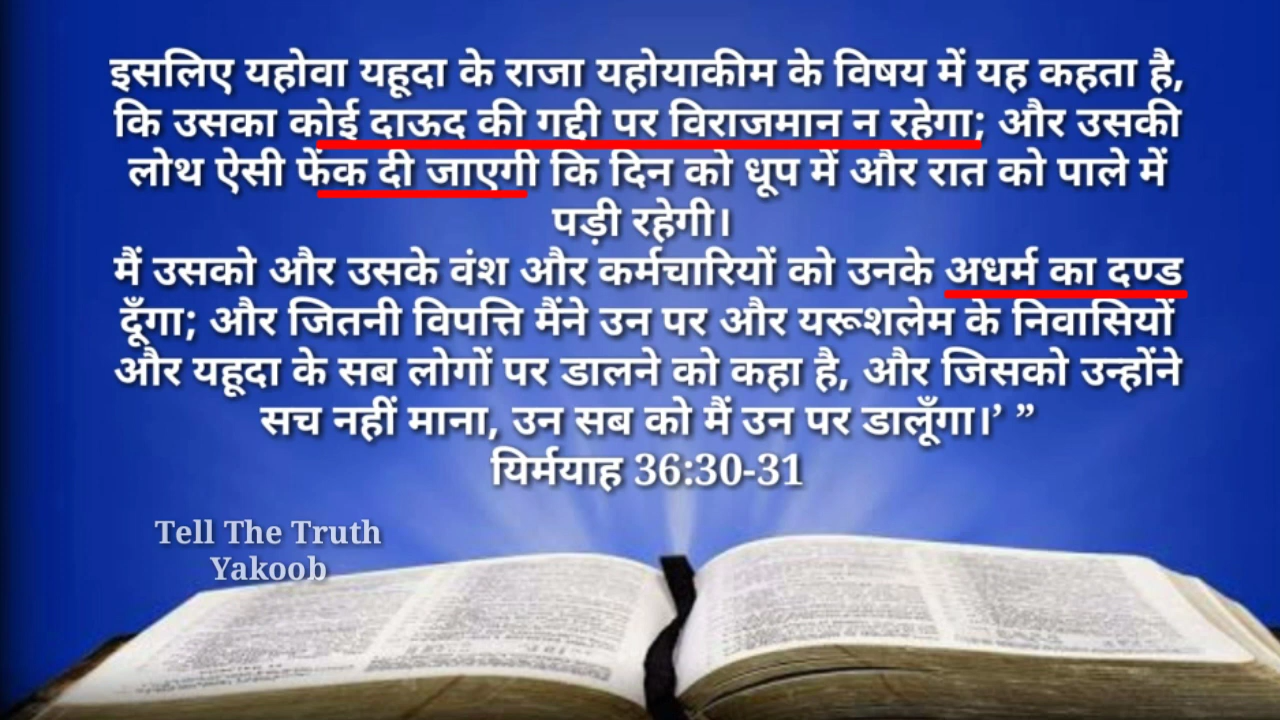 इसलिए यहोवा यहूदा के राजा यहोयाकीम के विषय में यह कहता है,
कि उसका कोई दाऊद की गद्दी पर विराजमान न रहेगा; और उसकी
लोथ ऐसी फेंक दी जाएगी कि दिन को धूप में और रात को पाले में
पड़ी रहेगी।
मैं उसको और उसके वंश और कर्मचारियों को उनके अधर्म का दण्ड
दूँगा; और जितनी विपत्ति मैंने उन पर और यरूशलेम के निवासियों
और यहूदा के सब लोगों पर डालने को कहा है, और जिसको उन्होंने
सच नहीं माना, उन सब को मैं उन पर डालूँगा।’ ”
यिर्मयाह 36:30-31
Tell The Truth
Yakoob